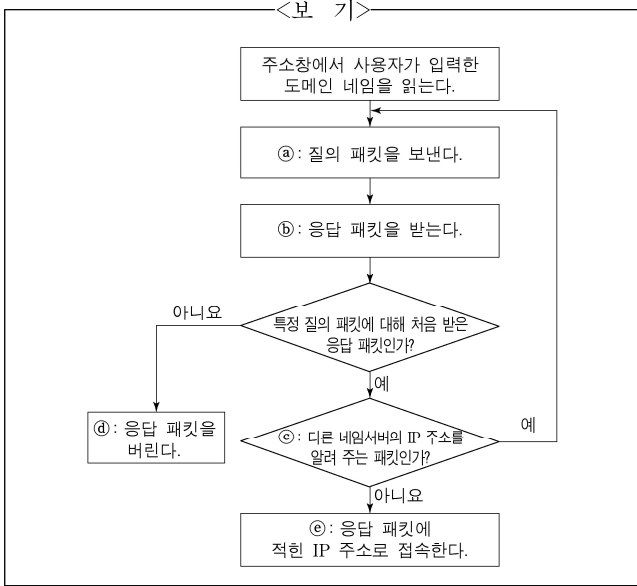 <보 기>
주소창에서 사용자가 입력한
도메인 네임을 읽는다.
ⓐ: 질의 패킷을 보낸다.
ⓑ: 응답 패킷을 받는다.
아니요
특정 질의 패킷에 대해 처음 받은
응답 패킷인가?
예
ⓓ: 응답 패킷을
버린다.
ⓒ: 다른 네임서버의 IP 주소를
알려 주는 패킷인가?
예
아니요
ⓔ: 응답 패킷에
적힌 IP 주소로 접속한다.